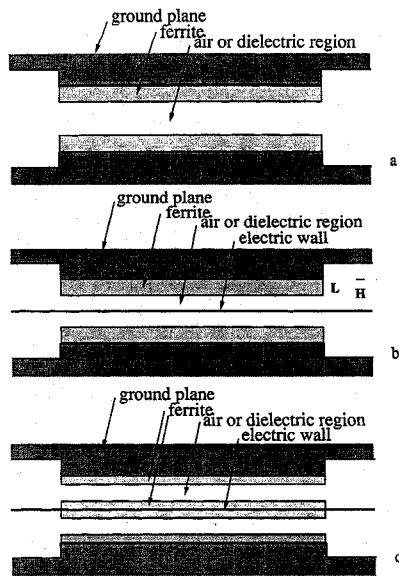 ground plane
ferrite
air or dielectric region
a
ground plane
ferrite
air or dielectric region
electric wall
L H
b
ground plane
ferrite
air or dielectric region
electric wall
c